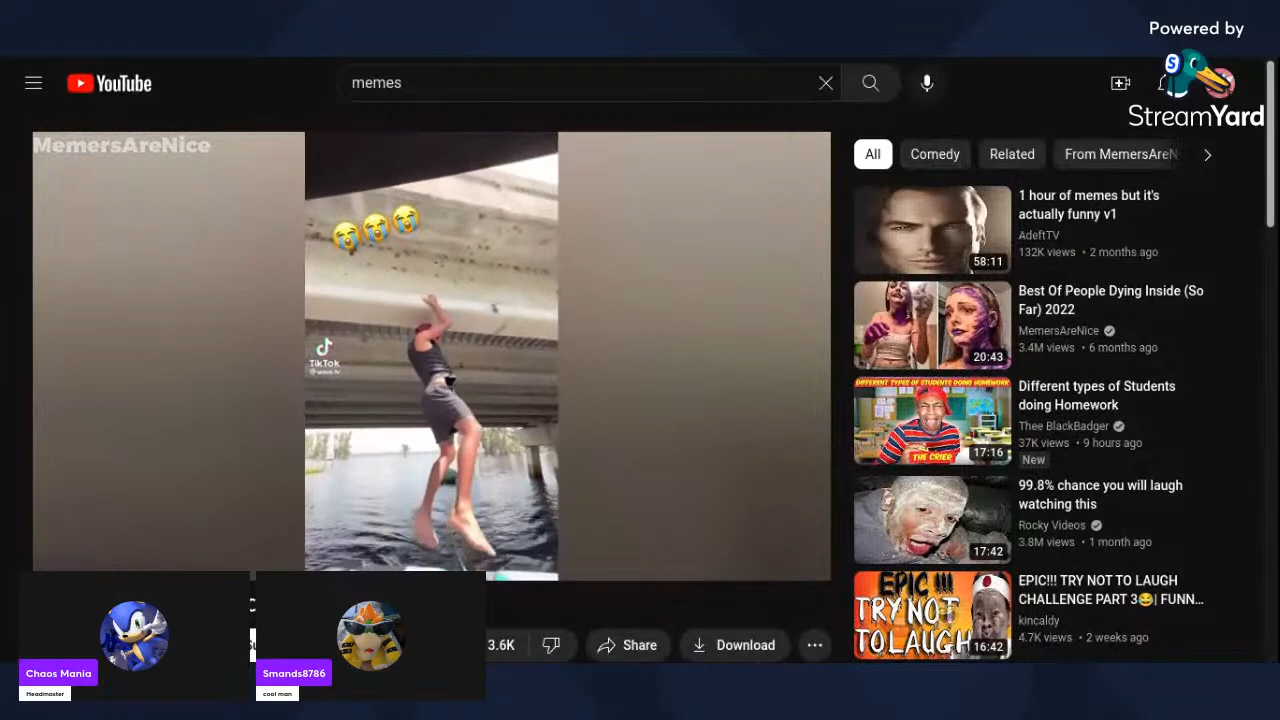 Powered by
StreamYard
YouTube
memes
MemersAreNice
TikTok
All
Comedy
Related
From MemersAreN
1 hour of memes but it's
actually funny v1
AdeftTV
132K views • 2 months ago
58:11
Best Of People Dying Inside (So
Far) 2022
MemersAreNice
3.4M views • 6 months ago
20:43
DIFFERENT TYPES OF STUDENTS DOING HOMEWORK
THE CRIER
Different types of Students
doing Homework
Thee BlackBadger
37K views • 9 hours ago
New
17:16
99.8% chance you will laugh
watching this
Rocky Videos
3.8M views • 1 month ago
17:42
EPIC !!!
TRY NOT
TO LAUGH
EPIC!!! TRY NOT TO LAUGH
CHALLENGE PART 3😂| FUNN...
kincaldy
4.7K views • 2 weeks ago
16:42
3.6K
Share
Download
Chaos Mania
Headmaster
Smands8786
cool man